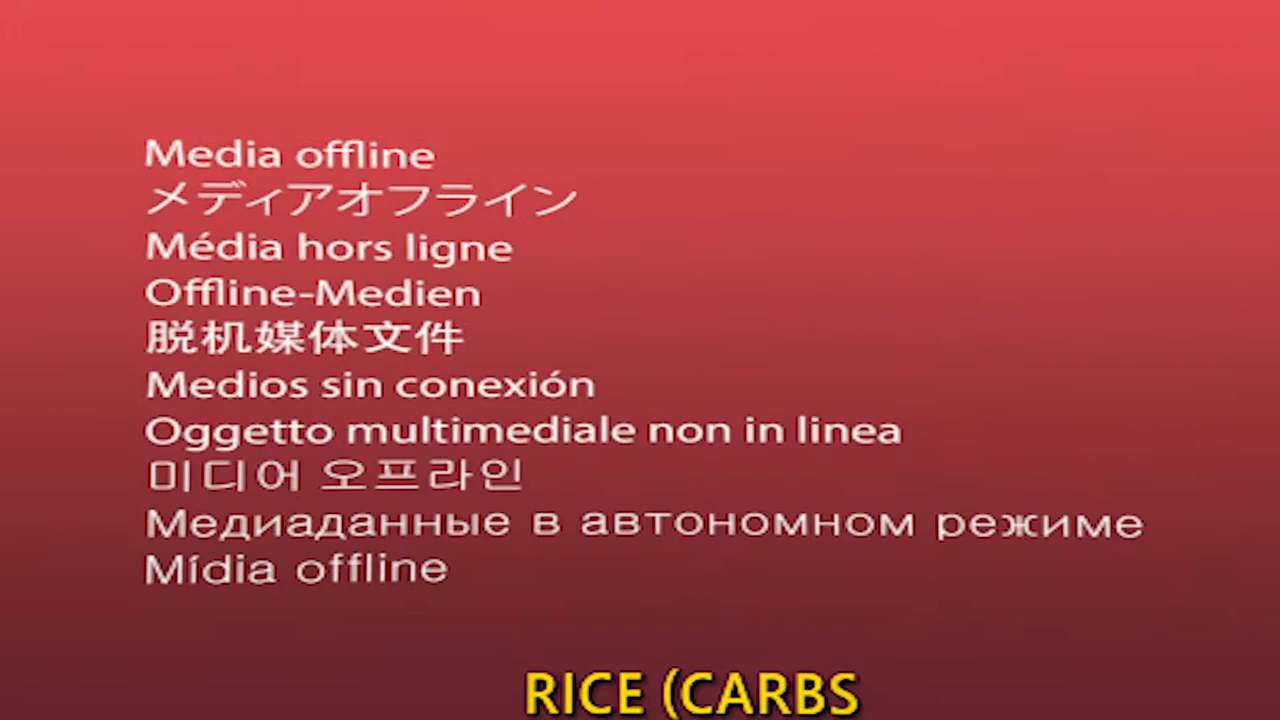 Media offline
メディアオフライン
Média hors ligne
Offline-Medien
脱机媒体文件
Medios sin conexión
Oggetto multimediale non in linea
미디어 오프라인
Медиаданные в автономном режиме
Mídia offline
RICE (CARBS